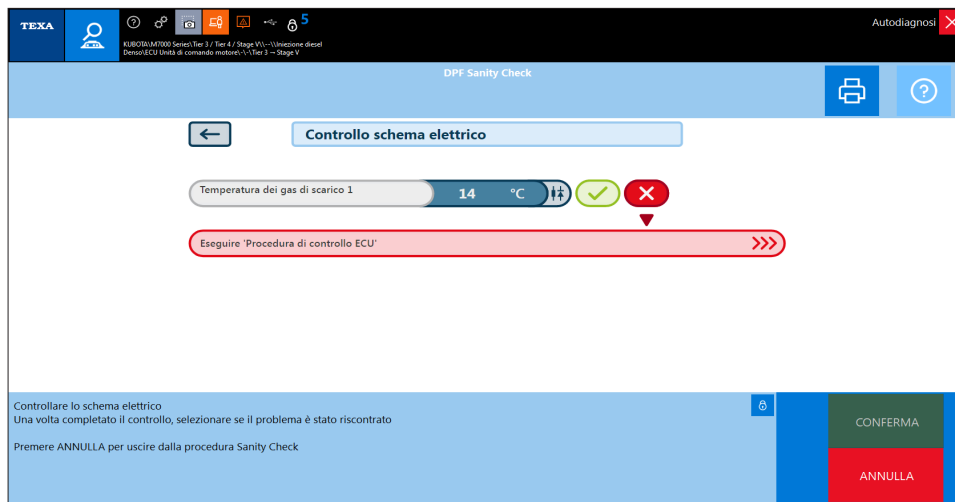 TEXA
5
Autodiagnosi
KUBOTA\M7000 Series\Tier 3 / Tier 4 / Stage V\\--\\Iniezione diesel
Denso\ECU Unità di comando motore\-\-\Tier 3 → Stage V
DPF Sanity Check
?
Controllo schema elettrico
Temperatura dei gas di scarico 1
14 °C
Eseguire 'Procedura di controllo ECU'
Controllare lo schema elettrico
Una volta completato il controllo, selezionare se il problema è stato riscontrato
Premere ANNULLA per uscire dalla procedura Sanity Check
CONFERMA
ANNULLA